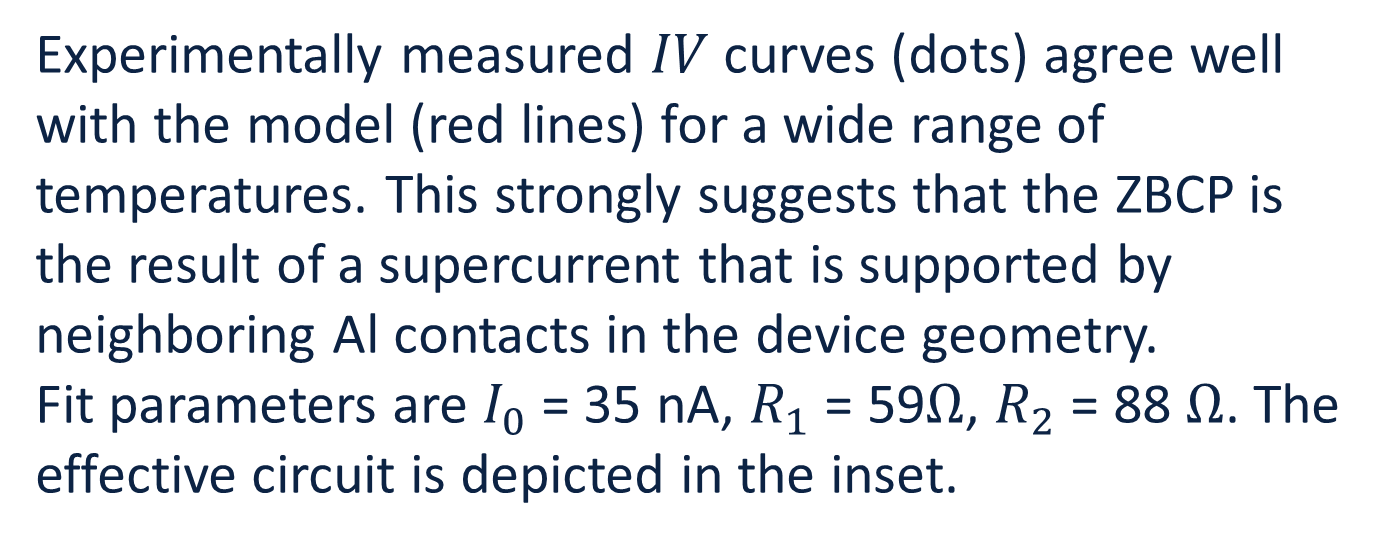 Experimentally measured IV curves (dots) agree well
with the model (red lines) for a wide range of
temperatures. This strongly suggests that the ZBCP is
the result of a supercurrent that is supported by
neighboring Al contacts in the device geometry.
Fit parameters are I₀ = 35 nA, R₁ = 59Ω, R₂ = 88 Ω. The
effective circuit is depicted in the inset.